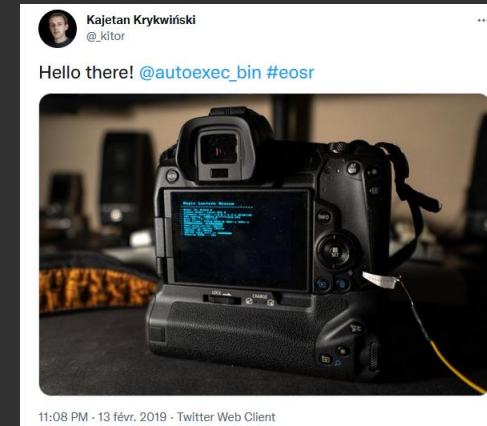 Kajetan Krykwiński
@_kitor
Hello there! @autoexec_bin #eosr
Magic Lantern Rescue
INFO
LOCK
CHARGE
11:08 PM · 13 févr. 2019 · Twitter Web Client